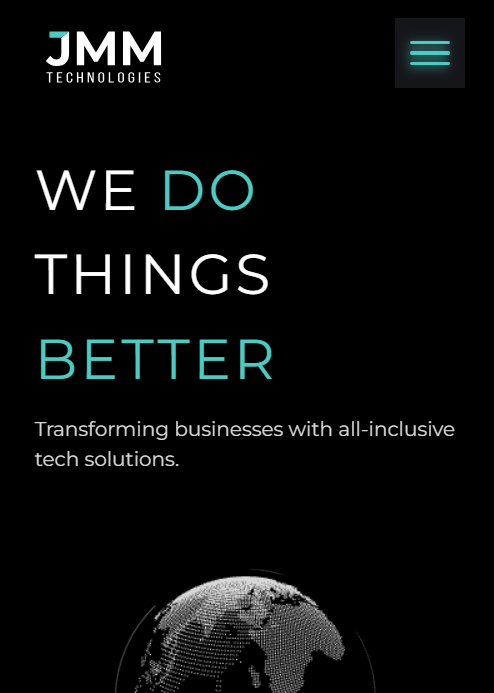 JMM
TECHNOLOGIES
WE DO
THINGS
BETTER
Transforming businesses with all-inclusive
tech solutions.